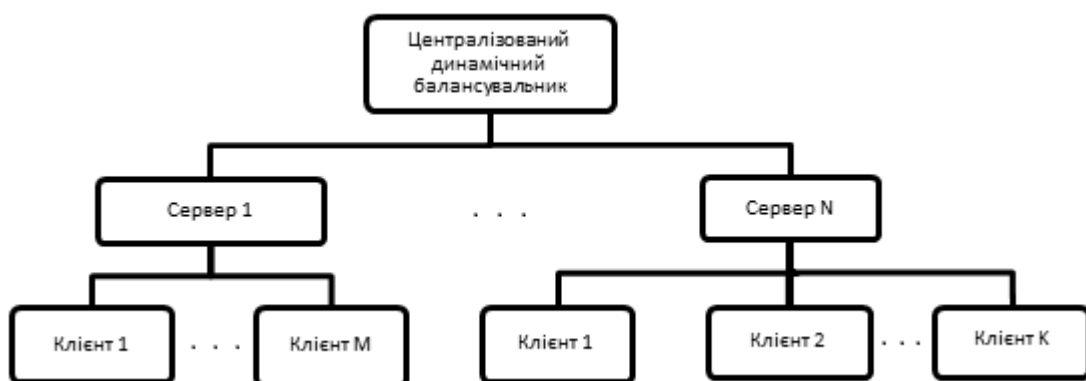 Централізований
динамічний
балансувальник
Сервер 1
. . .
Сервер N
Клієнт 1
. . .
Клієнт M
Клієнт 1
Клієнт 2
. . .
Клієнт K